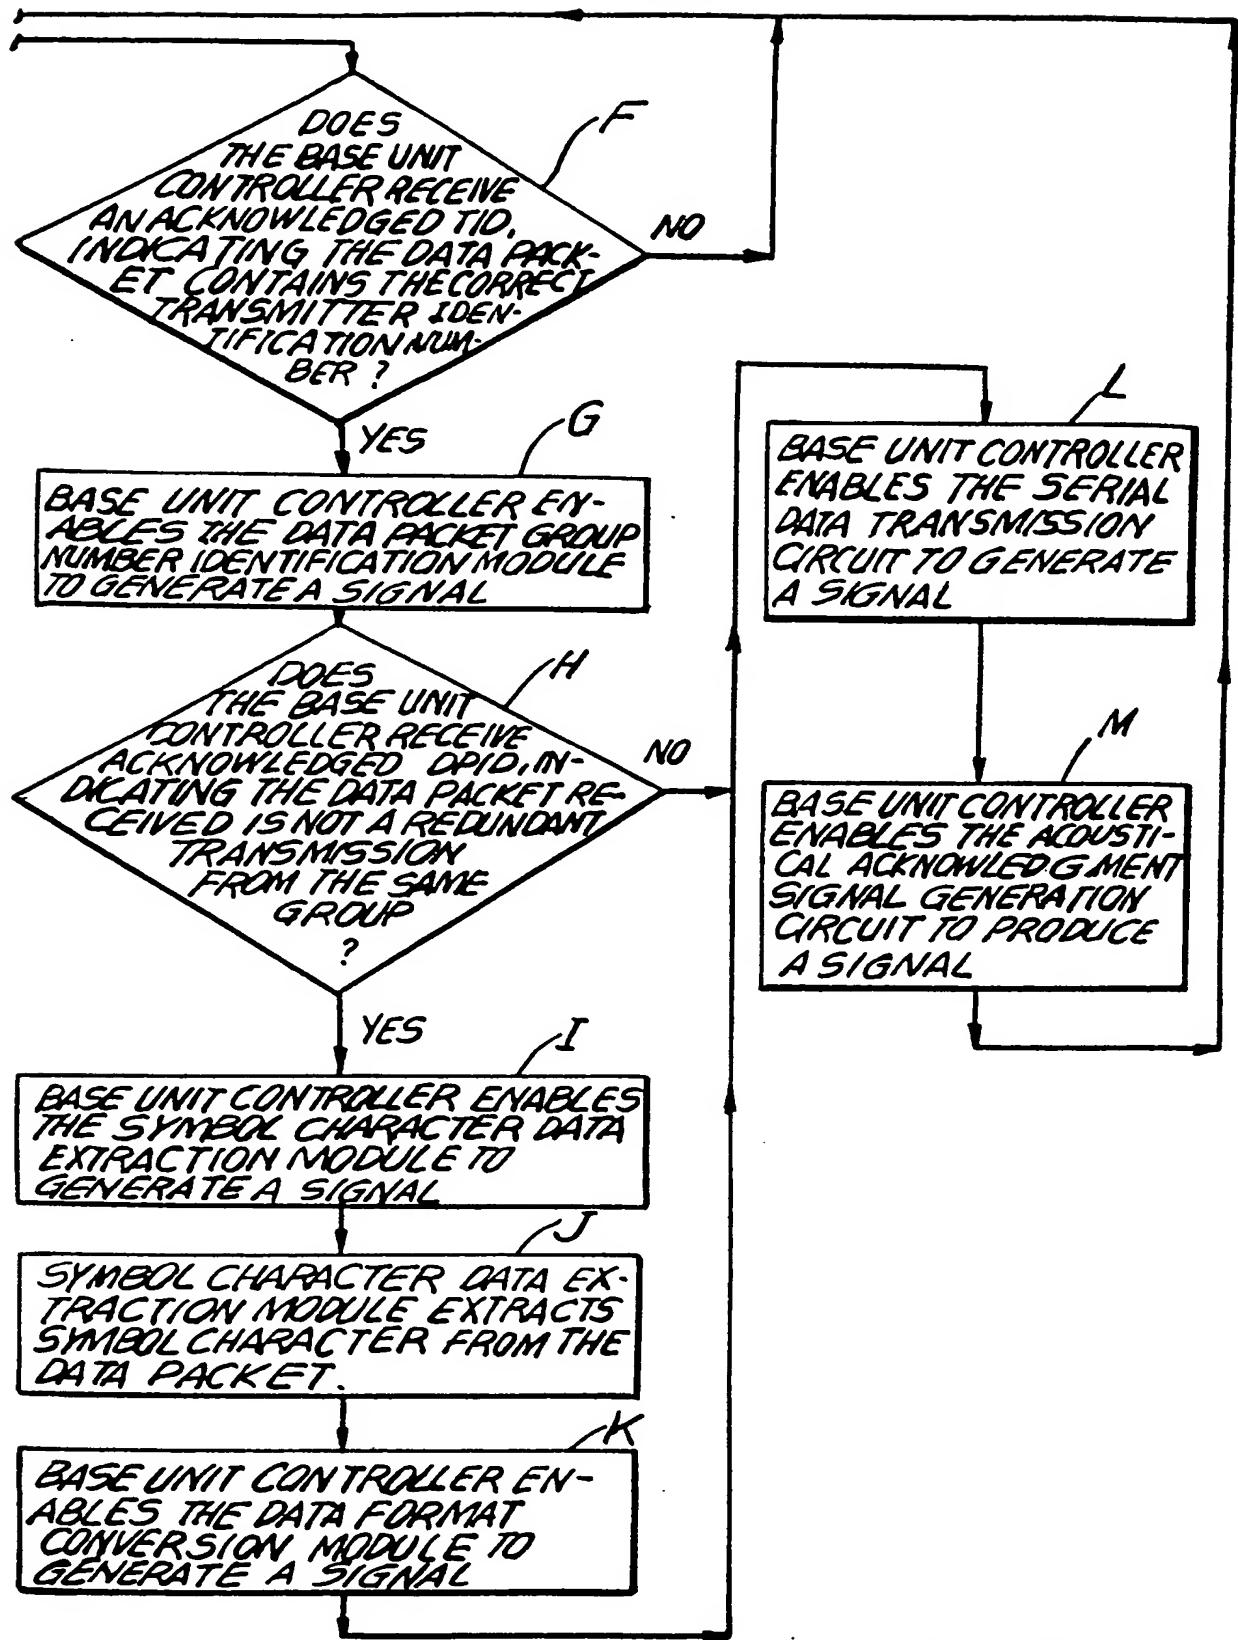 F
DOES
THE BASE UNIT
CONTROLLER RECEIVE
AN ACKNOWLEDGED TID,
INDICATING THE DATA PACK-
ET CONTAINS THE CORRECT
TRANSMITTER IDEN-
TIFICATION NUM-
BER ?
NO
YES
G
BASE UNIT CONTROLLER EN-
ABLES THE DATA PACKET GROUP
NUMBER IDENTIFICATION MODULE
TO GENERATE A SIGNAL
H
DOES
THE BASE UNIT
CONTROLLER RECEIVE
ACKNOWLEDGED DPID, IN-
DICATING THE DATA PACKET RE-
CEIVED IS NOT A REDUNDANT
TRANSMISSION
FROM THE SAME
GROUP
?
NO
YES
I
BASE UNIT CONTROLLER ENABLES
THE SYMBOL CHARACTER DATA
EXTRACTION MODULE TO
GENERATE A SIGNAL
J
SYMBOL CHARACTER DATA EX-
TRACTION MODULE EXTRACTS
SYMBOL CHARACTER FROM THE
DATA PACKET.
K
BASE UNIT CONTROLLER EN-
ABLES THE DATA FORMAT
CONVERSION MODULE TO
GENERATE A SIGNAL
L
BASE UNIT CONTROLLER
ENABLES THE SERIAL
DATA TRANSMISSION
CIRCUIT TO GENERATE
A SIGNAL
M
BASE UNIT CONTROLLER
ENABLES THE ACOUSTI-
CAL ACKNOWLEDGMENT
SIGNAL GENERATION
CIRCUIT TO PRODUCE
A SIGNAL